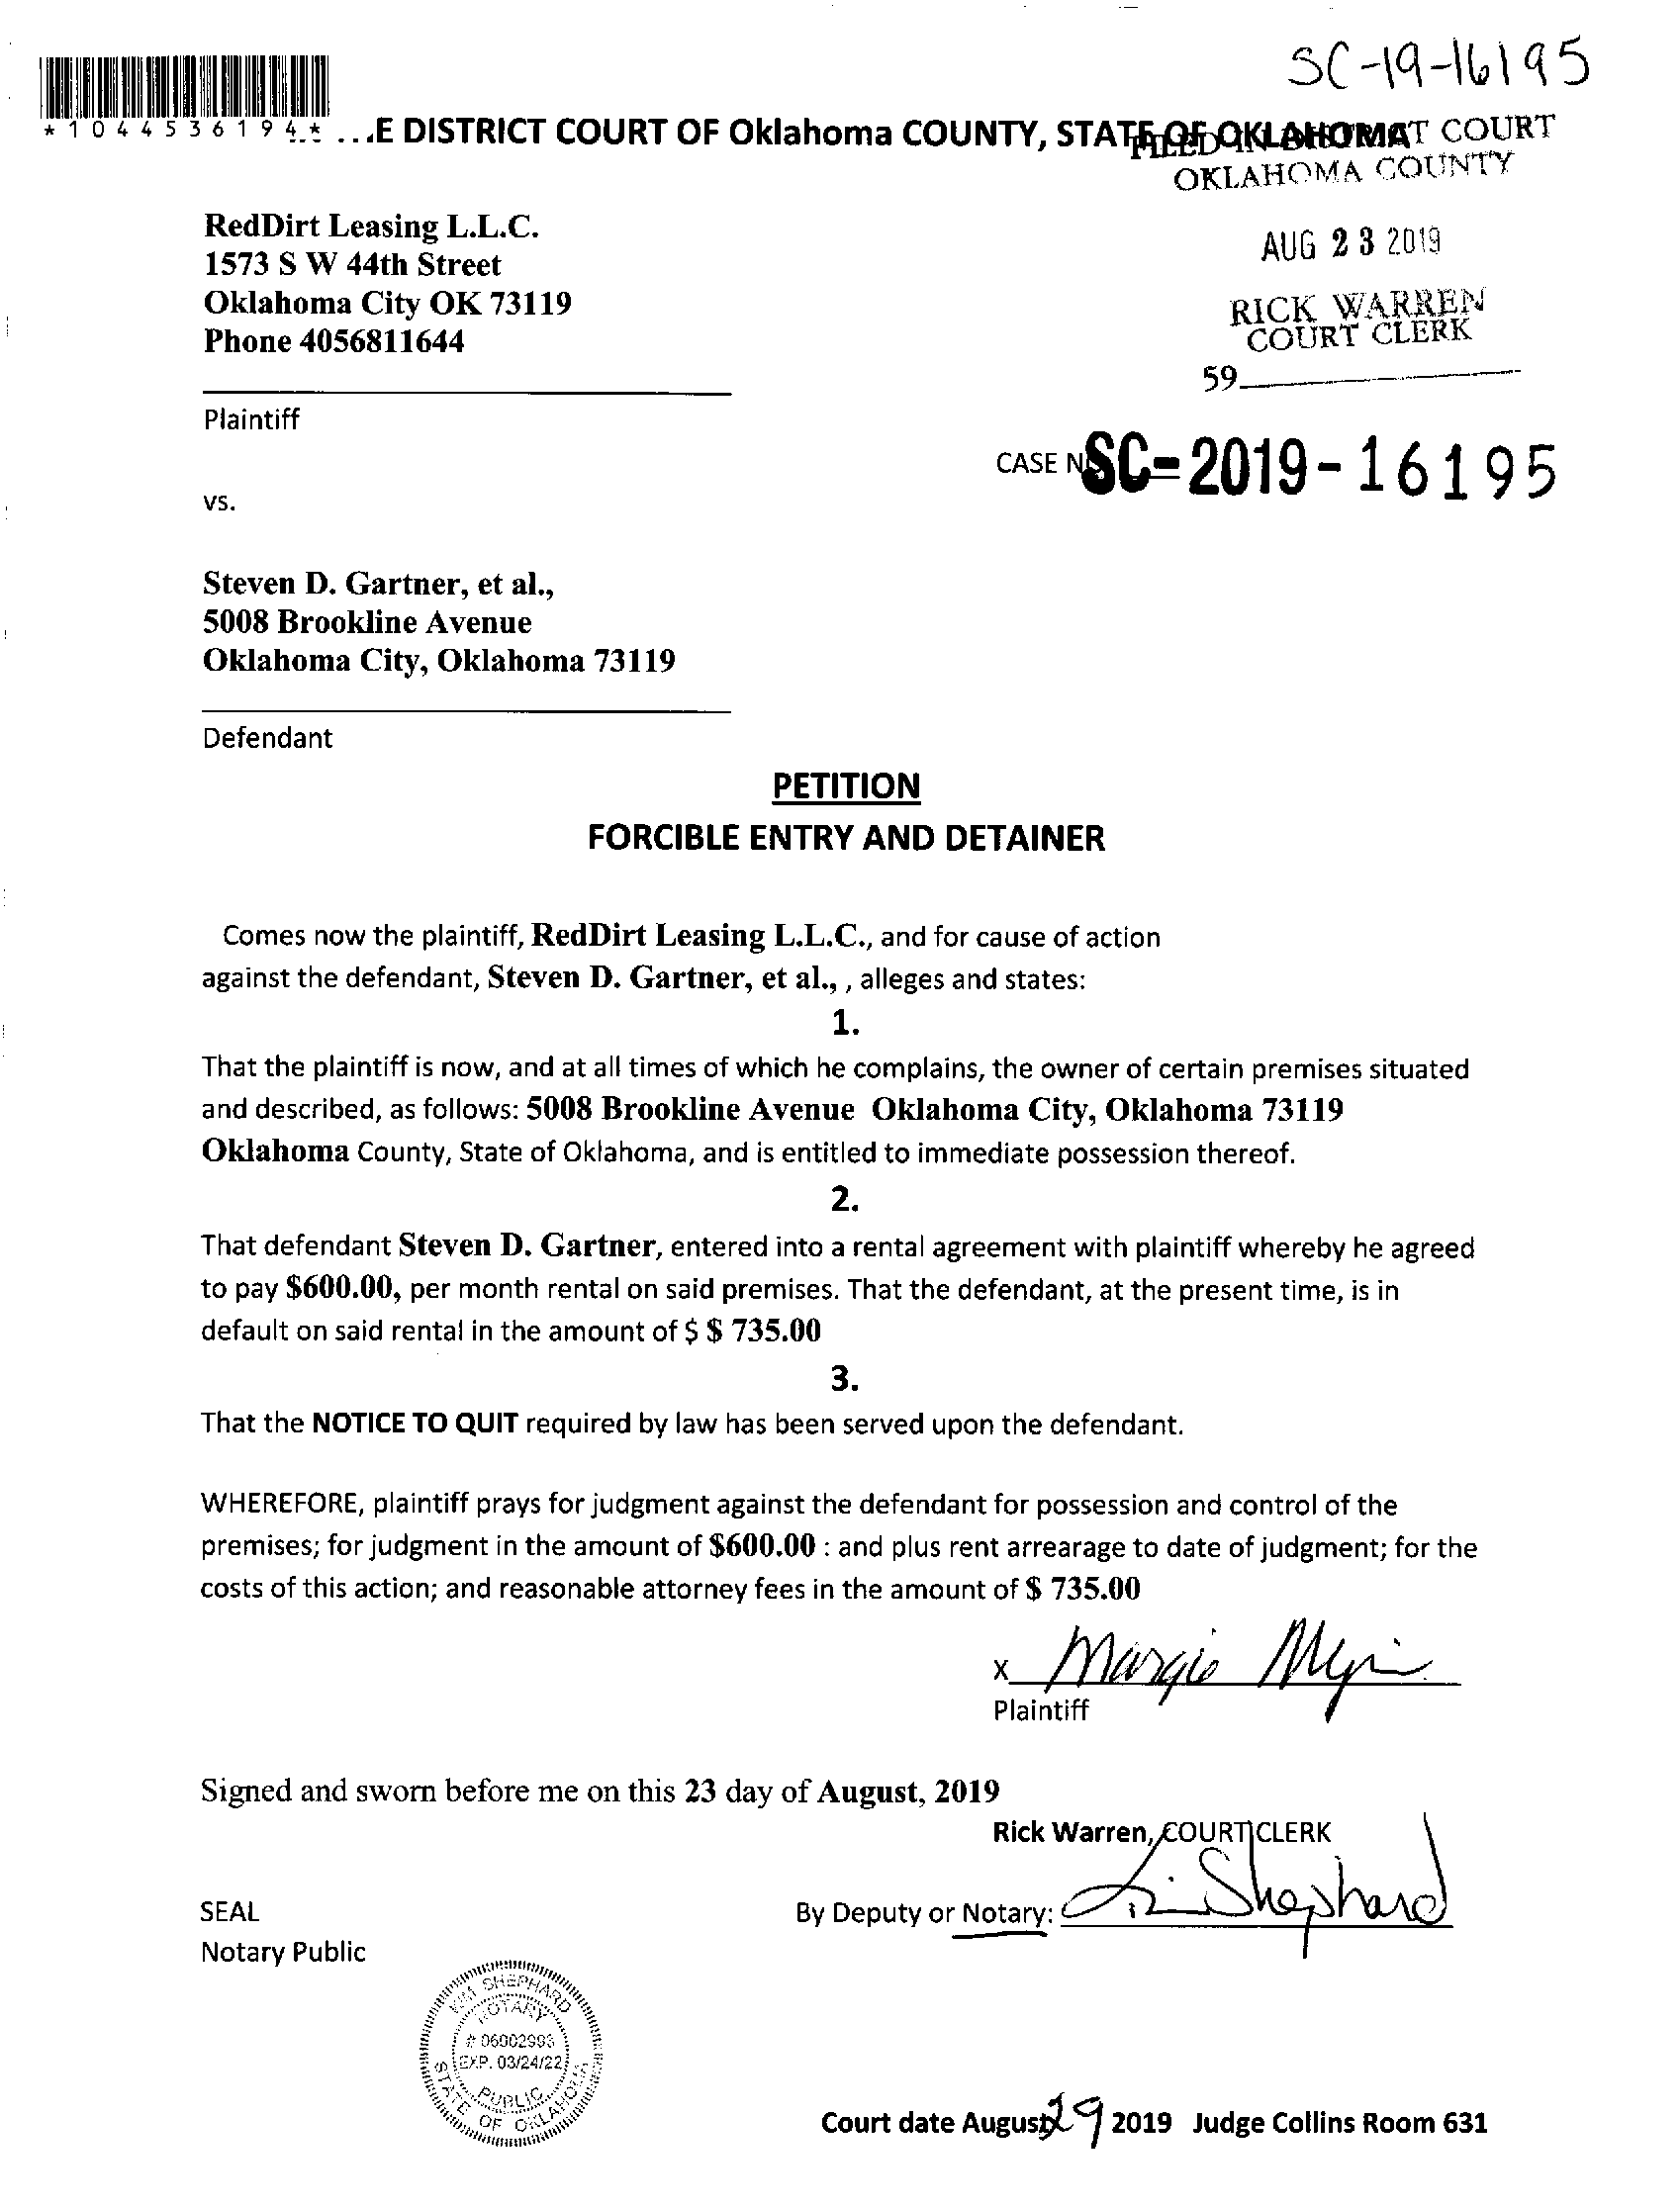 SC-19-16195
*1044536194*
...E DISTRICT COURT OF Oklahoma COUNTY, STATE OF OKLAHOMA
FILED IN DISTRICT COURT
OKLAHOMA COUNTY
RedDirt Leasing L.L.C.
1573 S W 44th Street
Oklahoma City OK 73119
Phone 4056811644
AUG 23 2019
RICK WARREN
COURT CLERK
59
Plaintiff
CASE N
SC-2019-16195
vs.
Steven D. Gartner, et al.,
5008 Brookline Avenue
Oklahoma City, Oklahoma 73119
Defendant
PETITION
FORCIBLE ENTRY AND DETAINER
Comes now the plaintiff, RedDirt Leasing L.L.C., and for cause of action
against the defendant, Steven D. Gartner, et al., , alleges and states:
1.
That the plaintiff is now, and at all times of which he complains, the owner of certain premises situated
and described, as follows: 5008 Brookline Avenue Oklahoma City, Oklahoma 73119
Oklahoma County, State of Oklahoma, and is entitled to immediate possession thereof.
2.
That defendant Steven D. Gartner, entered into a rental agreement with plaintiff whereby he agreed
to pay $600.00, per month rental on said premises. That the defendant, at the present time, is in
default on said rental in the amount of $ $ 735.00
3.
That the NOTICE TO QUIT required by law has been served upon the defendant.
WHEREFORE, plaintiff prays for judgment against the defendant for possession and control of the
premises; for judgment in the amount of $600.00 : and plus rent arrearage to date of judgment; for the
costs of this action; and reasonable attorney fees in the amount of $ 735.00
x Margie
Plaintiff
Signed and sworn before me on this 23 day of August, 2019
Rick Warren, COURT CLERK
SEAL
By Deputy or Notary: Shephard
Notary Public
KIM SHEPHARD
NOTARY
# 06002993
EXP. 03/24/22
PUBLIC
STATE OF OKLAHOMA
Court date August 29 2019 Judge Collins Room 631